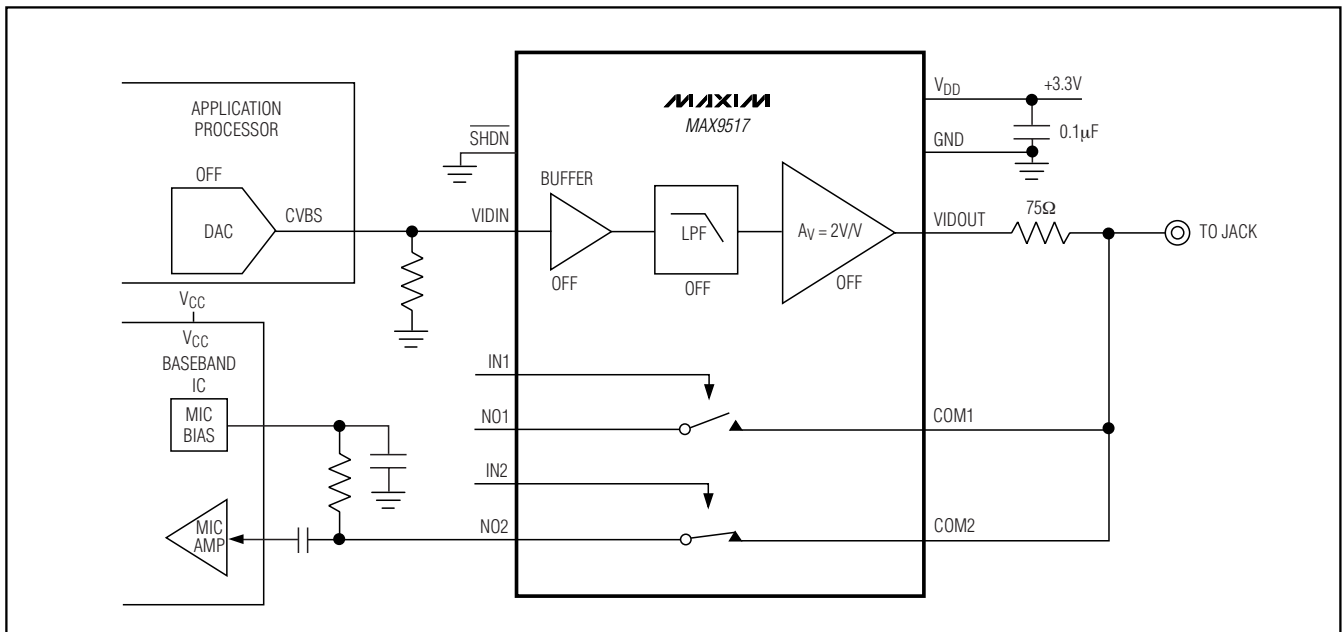 APPLICATION
PROCESSOR
OFF
DAC
CVBS
VCC
VCC
BASEBAND
IC
MIC
BIAS
MIC
AMP
MAXIM
MAX9517
SHDN
BUFFER
VIDIN
OFF
LPF
OFF
AV = 2V/V
OFF
IN1
NO1
IN2
NO2
VDD
+3.3V
0.1μF
GND
VIDOUT
75Ω
TO JACK
COM1
COM2